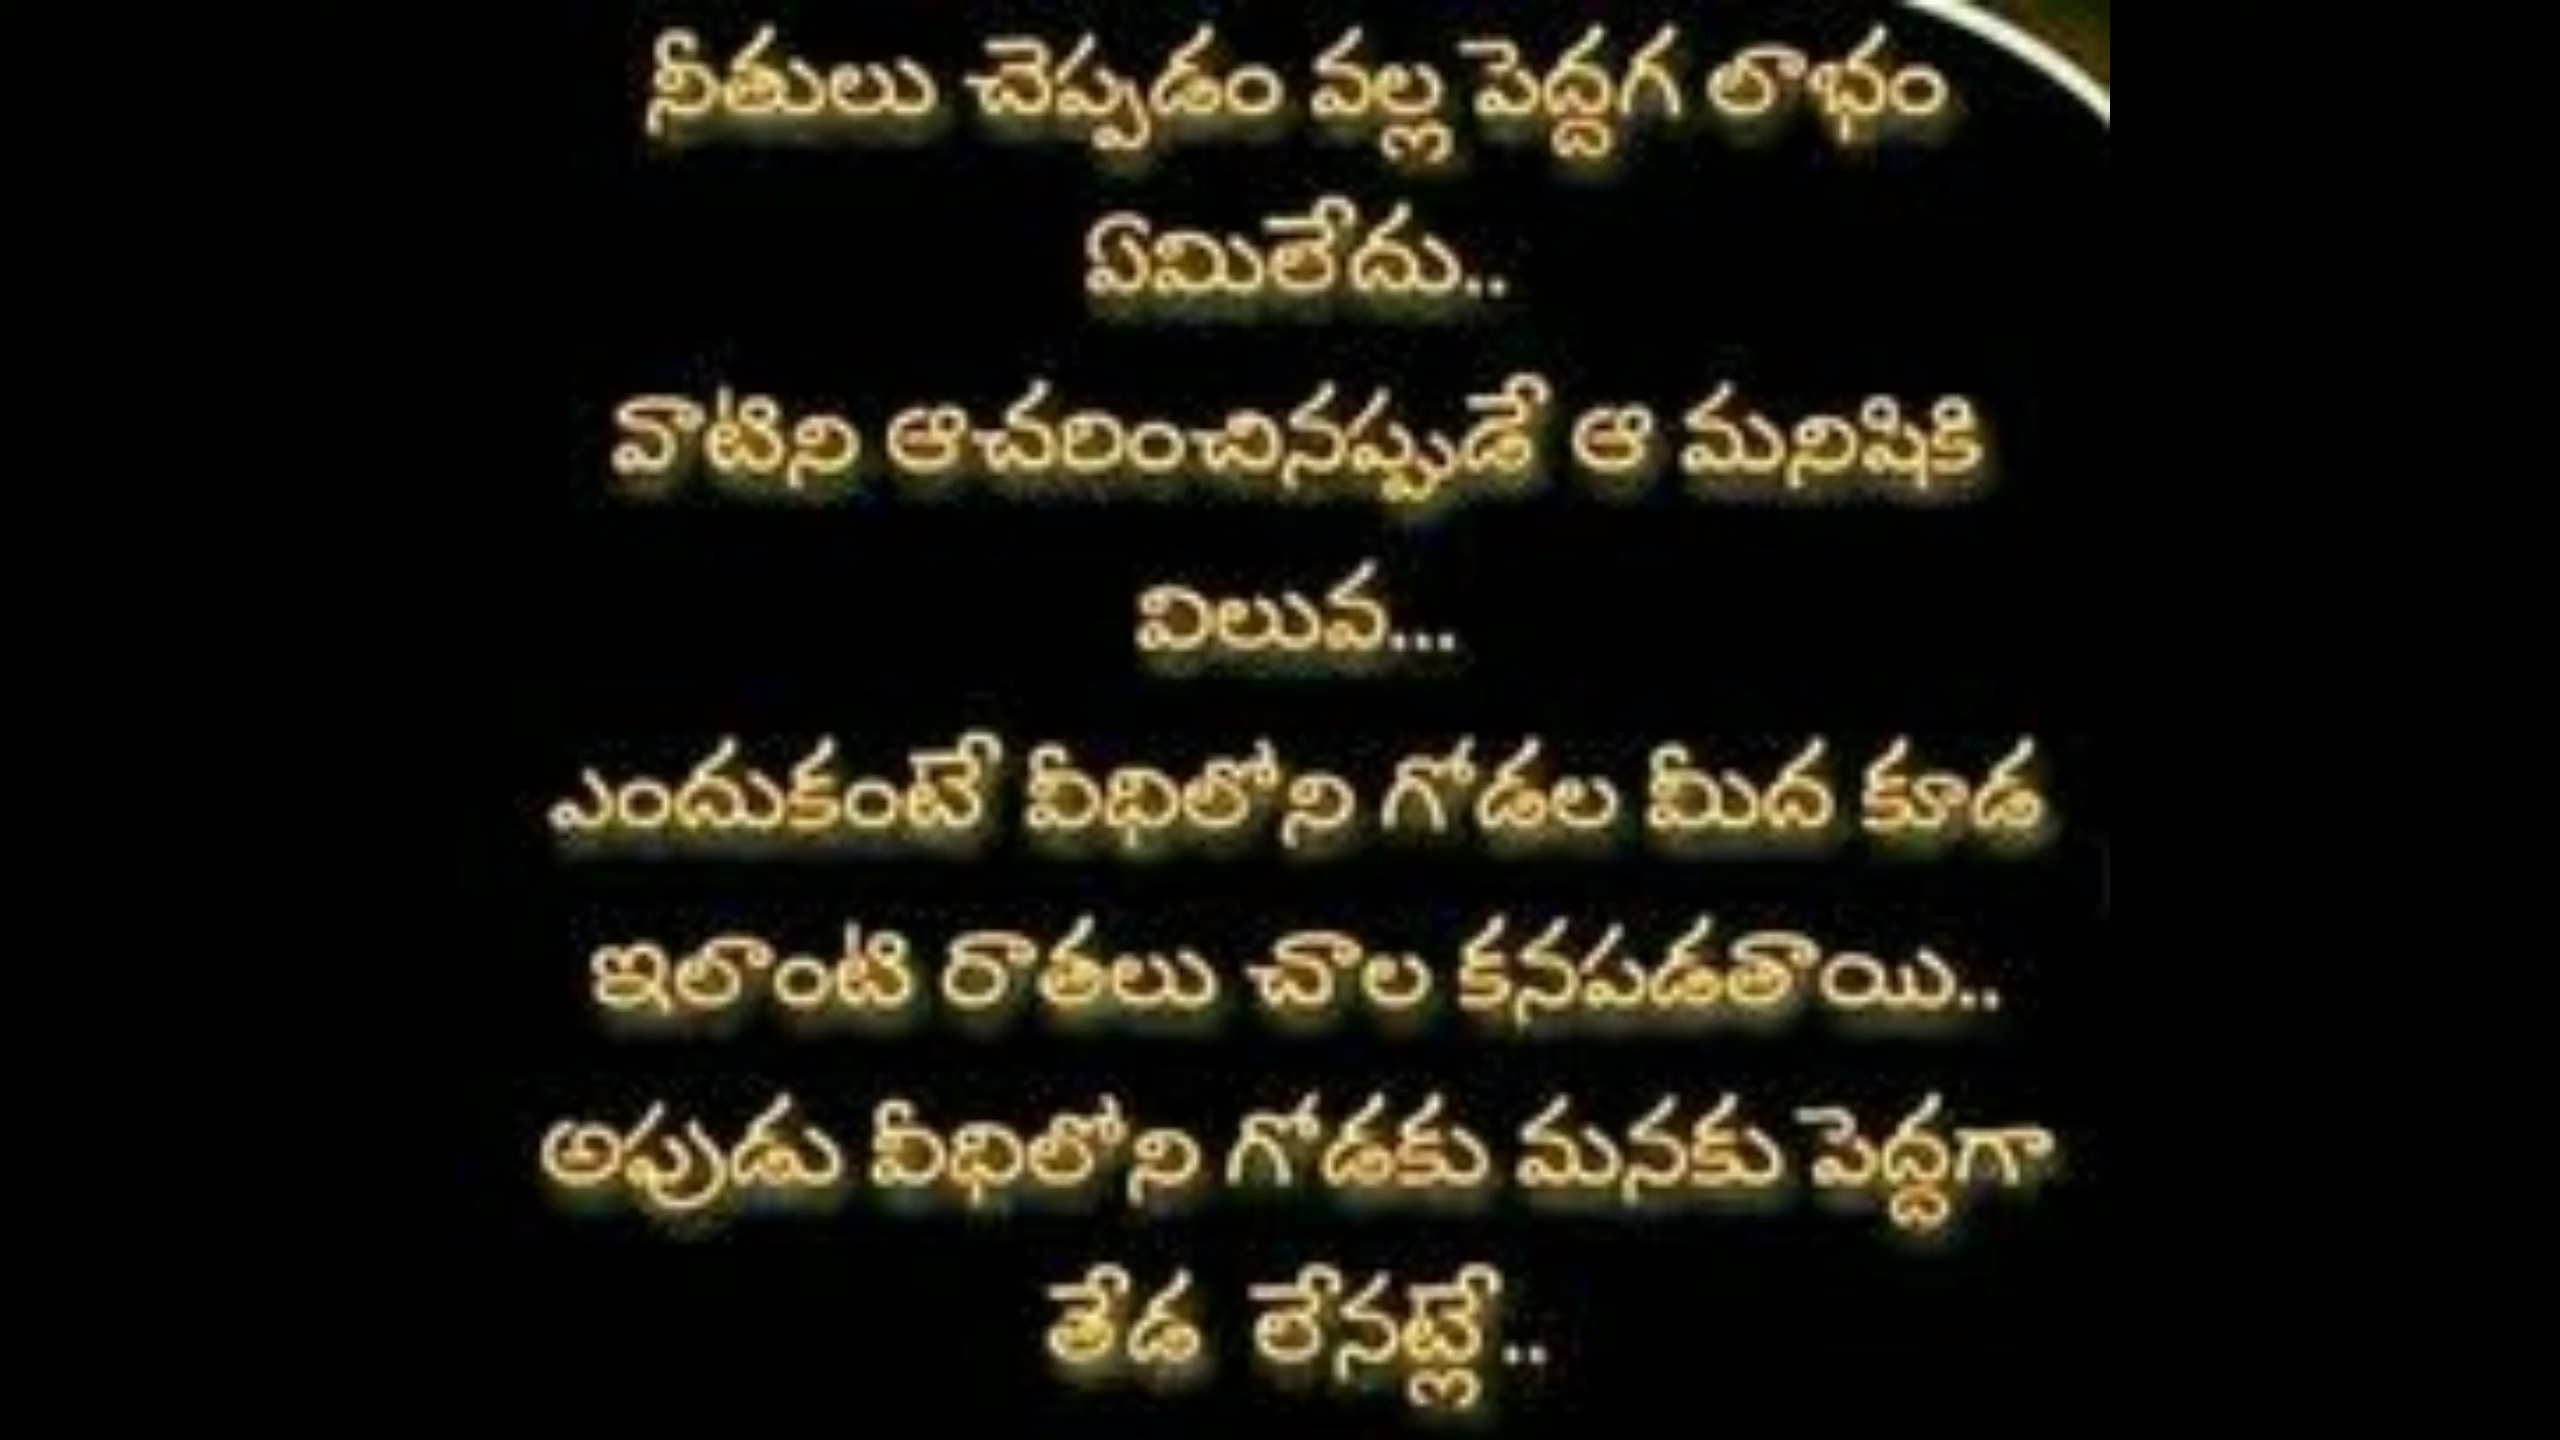 నీతులు చెప్పడం వల్ల పెద్దగ లాభం
ఏమిలేదు..
వాటిని ఆచరించినప్పుడే ఆ మనిషికి
విలువ...
ఎందుకంటే వీధిలోని గోడల మీద కూడ
ఇలాంటి రాతలు చాల కనపడతాయి..
అపుడు వీధిలోని గోడకు మనకు పెద్దగా
తేడ లేనట్లే..